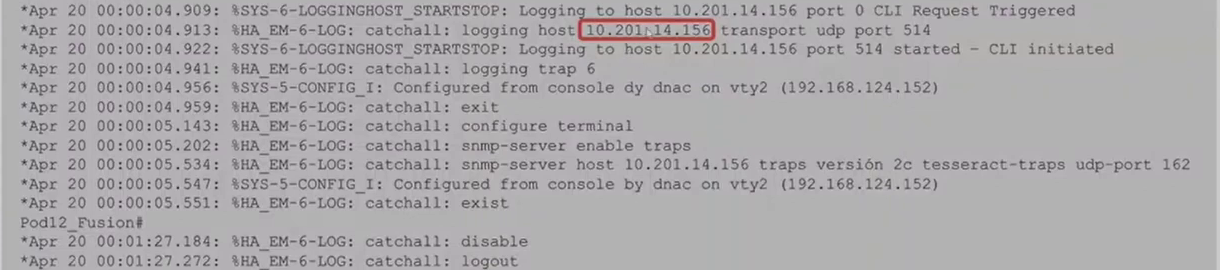 *Apr 20 00:00:04.909: %SYS-6-LOGGINGHOST_STARTSTOP: Logging to host 10.201.14.156 port 0 CLI Request Triggered
*Apr 20 00:00:04.913: %HA_EM-6-LOG: catchall: logging host 10.201.14.156 transport udp port 514
*Apr 20 00:00:04.922: %SYS-6-LOGGINGHOST_STARTSTOP: Logging to host 10.201.14.156 port 514 started - CLI initiated
*Apr 20 00:00:04.941: %HA_EM-6-LOG: catchall: logging trap 6
*Apr 20 00:00:04.956: %SYS-5-CONFIG_I: Configured from console dy dnac on vty2 (192.168.124.152)
*Apr 20 00:00:04.959: %HA_EM-6-LOG: catchall: exit
*Apr 20 00:00:05.143: %HA_EM-6-LOG: catchall: configure terminal
*Apr 20 00:00:05.202: %HA_EM-6-LOG: catchall: snmp-server enable traps
*Apr 20 00:00:05.534: %HA_EM-6-LOG: catchall: snmp-server host 10.201.14.156 traps versión 2c tesseract-traps udp-port 162
*Apr 20 00:00:05.547: %SYS-5-CONFIG_I: Configured from console by dnac on vty2 (192.168.124.152)
*Apr 20 00:00:05.551: %HA_EM-6-LOG: catchall: exist
Pod12_Fusion#
*Apr 20 00:01:27.184: %HA_EM-6-LOG: catchall: disable
*Apr 20 00:01:27.272: %HA_EM-6-LOG: catchall: logout